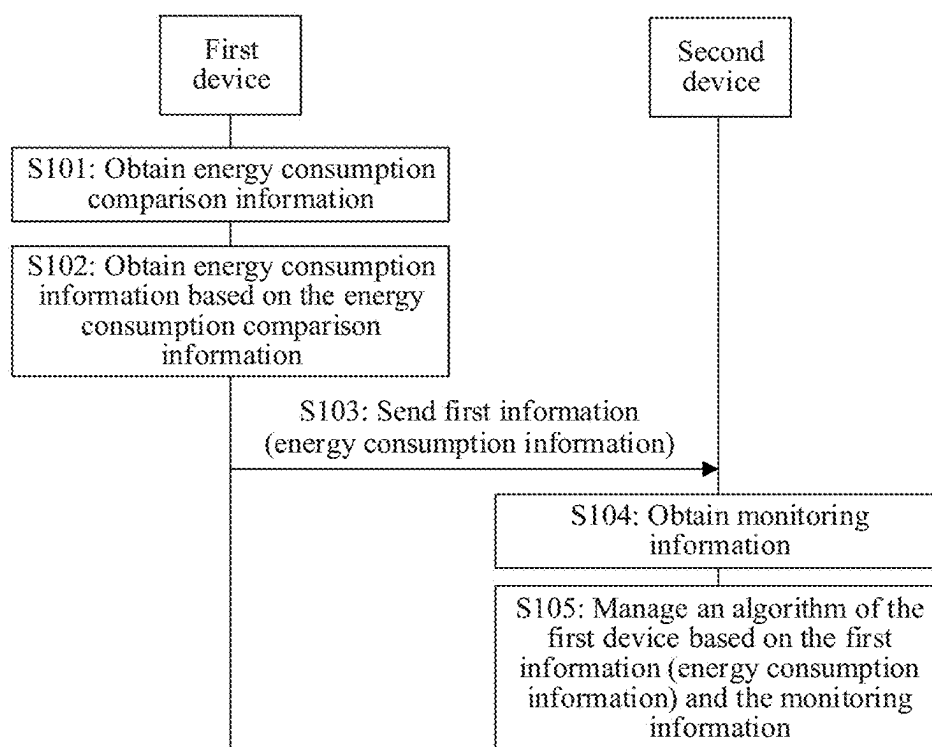 First
device
Second
device
S101: Obtain energy consumption
comparison information
S102: Obtain energy consumption
information based on the energy
consumption comparison
information
S103: Send first information
(energy consumption information)
S104: Obtain monitoring
information
S105: Manage an algorithm of the
first device based on the first
information (energy consumption
information) and the monitoring
information